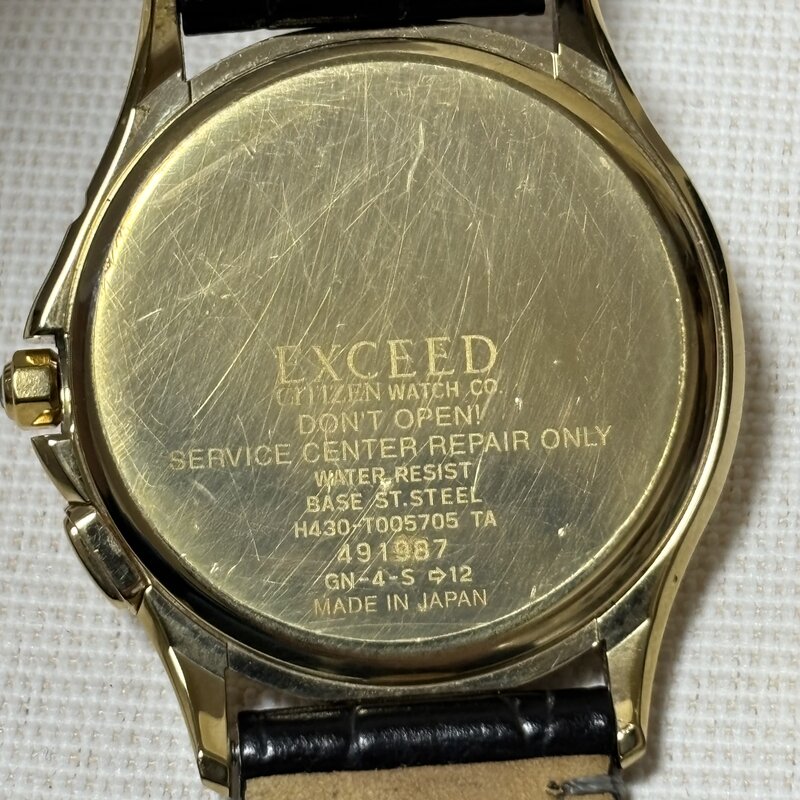 EXCEED
CITIZEN WATCH CO.
DON'T OPEN!
SERVICE CENTER REPAIR ONLY
WATER RESIST
BASE ST.STEEL
H430-T005705 TA
491987
GN-4-S ⇨12
MADE IN JAPAN